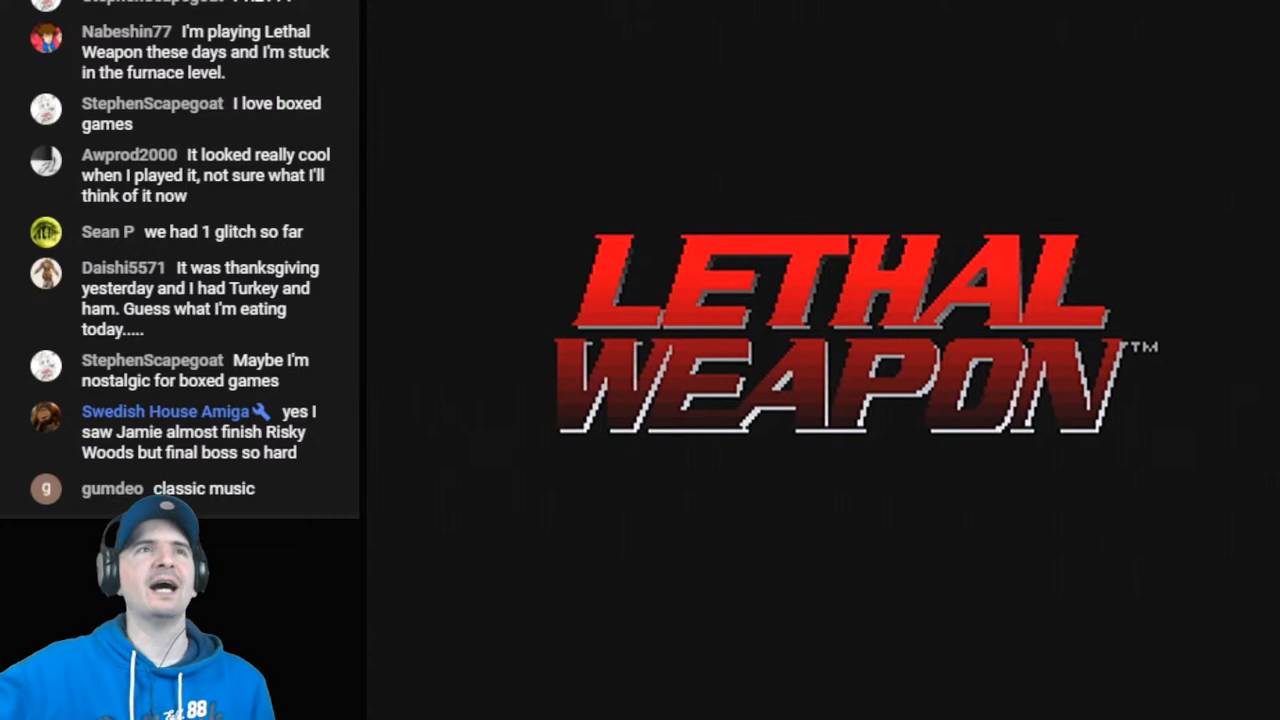 Nabeshin77 I'm playing Lethal
Weapon these days and I'm stuck
in the furnace level.
StephenScapegoat I love boxed
games
Awprod2000 It looked really cool
when I played it, not sure what I'll
think of it now
Sean P we had 1 glitch so far
Daishi5571 It was thanksgiving
yesterday and I had Turkey and
ham. Guess what I'm eating
today.....
StephenScapegoat Maybe I'm
nostalgic for boxed games
Swedish House Amiga yes I
saw Jamie almost finish Risky
Woods but final boss so hard
g gumdeo classic music
LETHAL
WEAPON™
88